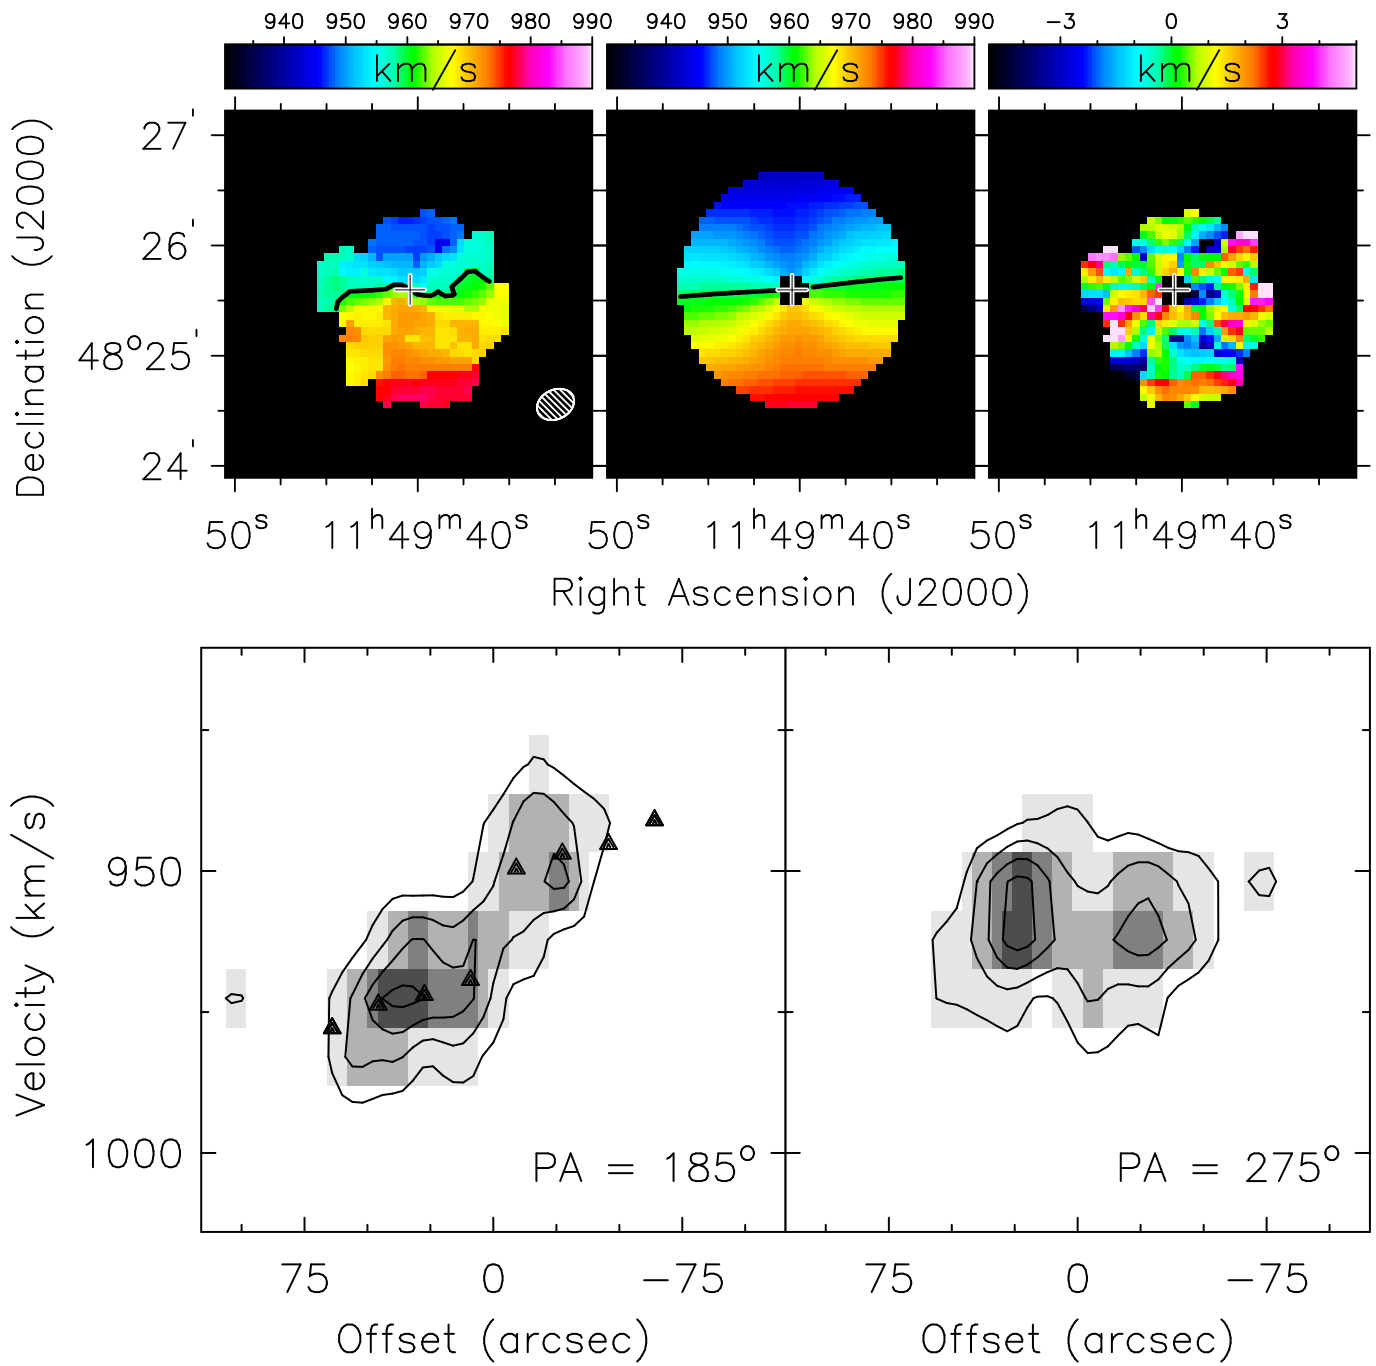 940 950 960 970 980 990 940 950 960 970 980 990 −3 0 3
km/s km/s km/s
27'
26'
48°25'
24'
Declination (J2000)
50ˢ 11ʰ49ᵐ40ˢ 50ˢ 11ʰ49ᵐ40ˢ 50ˢ 11ʰ49ᵐ40ˢ
Right Ascension (J2000)
950
1000
Velocity (km/s)
PA = 185° PA = 275°
75 0 −75 75 0 −75
Offset (arcsec) Offset (arcsec)